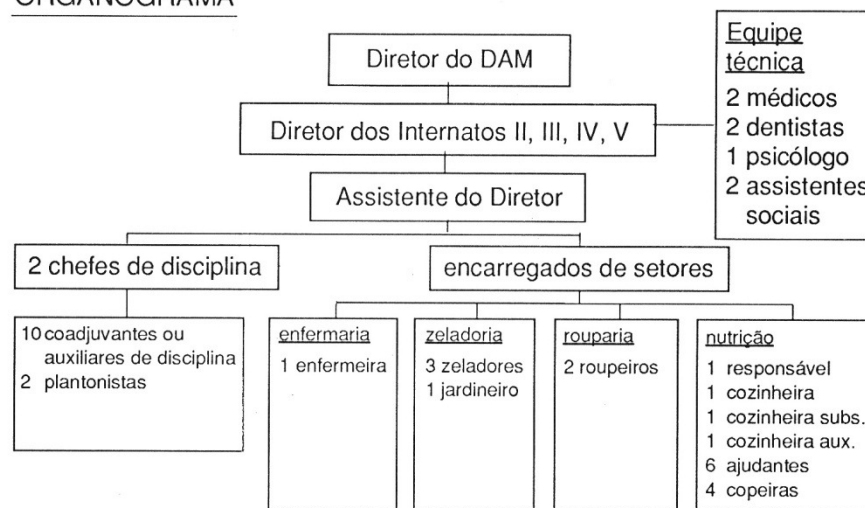 ORGANOGRAMA
Diretor do DAM
Diretor dos Internatos II, III, IV, V
Equipe
técnica
2 médicos
2 dentistas
1 psicólogo
2 assistentes
sociais
Assistente do Diretor
2 chefes de disciplina
encarregados de setores
10 coadjuvantes ou
auxiliares de disciplina
2 plantonistas
enfermaria
1 enfermeira
zeladoria
3 zeladores
1 jardineiro
rouparia
2 roupeiros
nutrição
1 responsável
1 cozinheira
1 cozinheira subs.
1 cozinheira aux.
6 ajudantes
4 copeiras